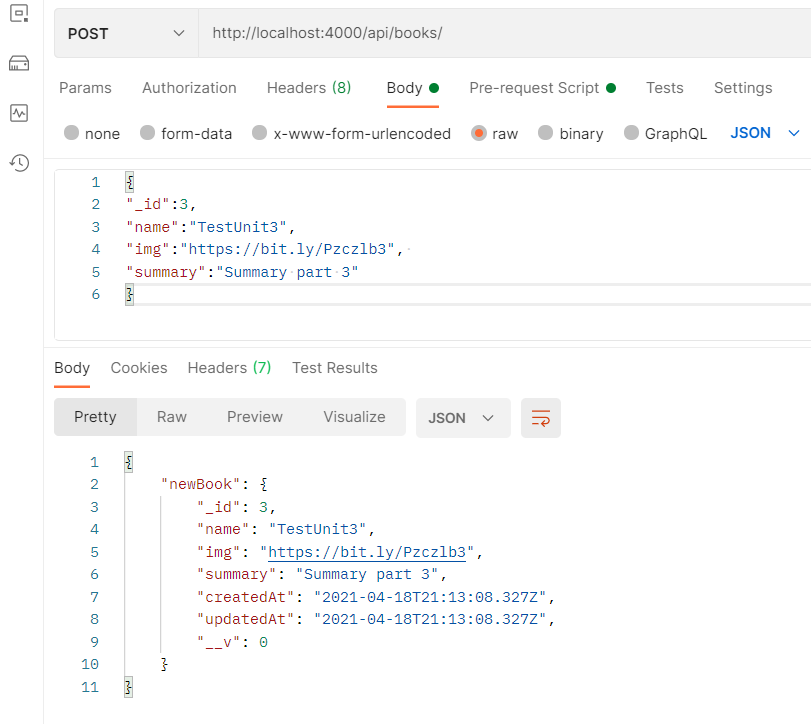 POST http://localhost:4000/api/books/
Params Authorization Headers (8) Body Pre-request Script Tests Settings
none form-data x-www-form-urlencoded raw binary GraphQL JSON
1 {
2 "_id":3,
3 "name":"TestUnit3",
4 "img":"https://bit.ly/Pzczlb3",
5 "summary":"Summary part 3"
6 }
Body Cookies Headers (7) Test Results
Pretty Raw Preview Visualize JSON
1 {
2 "newBook": {
3 "_id": 3,
4 "name": "TestUnit3",
5 "img": "https://bit.ly/Pzczlb3",
6 "summary": "Summary part 3",
7 "createdAt": "2021-04-18T21:13:08.327Z",
8 "updatedAt": "2021-04-18T21:13:08.327Z",
9 "__v": 0
10 }
11 }